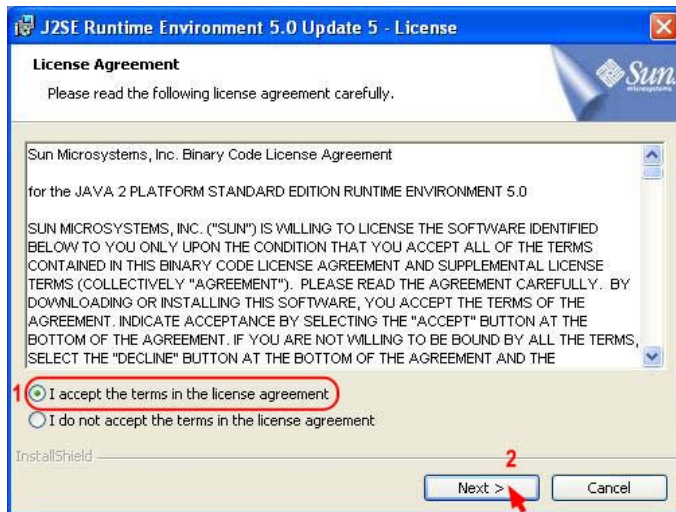 J2SE Runtime Environment 5.0 Update 5 - License
License Agreement
Please read the following license agreement carefully.
Sun
microsystems
Sun Microsystems, Inc. Binary Code License Agreement
for the JAVA 2 PLATFORM STANDARD EDITION RUNTIME ENVIRONMENT 5.0
SUN MICROSYSTEMS, INC. ("SUN") IS WILLING TO LICENSE THE SOFTWARE IDENTIFIED
BELOW TO YOU ONLY UPON THE CONDITION THAT YOU ACCEPT ALL OF THE TERMS
CONTAINED IN THIS BINARY CODE LICENSE AGREEMENT AND SUPPLEMENTAL LICENSE
TERMS (COLLECTIVELY "AGREEMENT"). PLEASE READ THE AGREEMENT CAREFULLY. BY
DOWNLOADING OR INSTALLING THIS SOFTWARE, YOU ACCEPT THE TERMS OF THE
AGREEMENT. INDICATE ACCEPTANCE BY SELECTING THE "ACCEPT" BUTTON AT THE
BOTTOM OF THE AGREEMENT. IF YOU ARE NOT WILLING TO BE BOUND BY ALL THE TERMS,
SELECT THE "DECLINE" BUTTON AT THE BOTTOM OF THE AGREEMENT AND THE
1 I accept the terms in the license agreement
I do not accept the terms in the license agreement
InstallShield
2
Next > Cancel